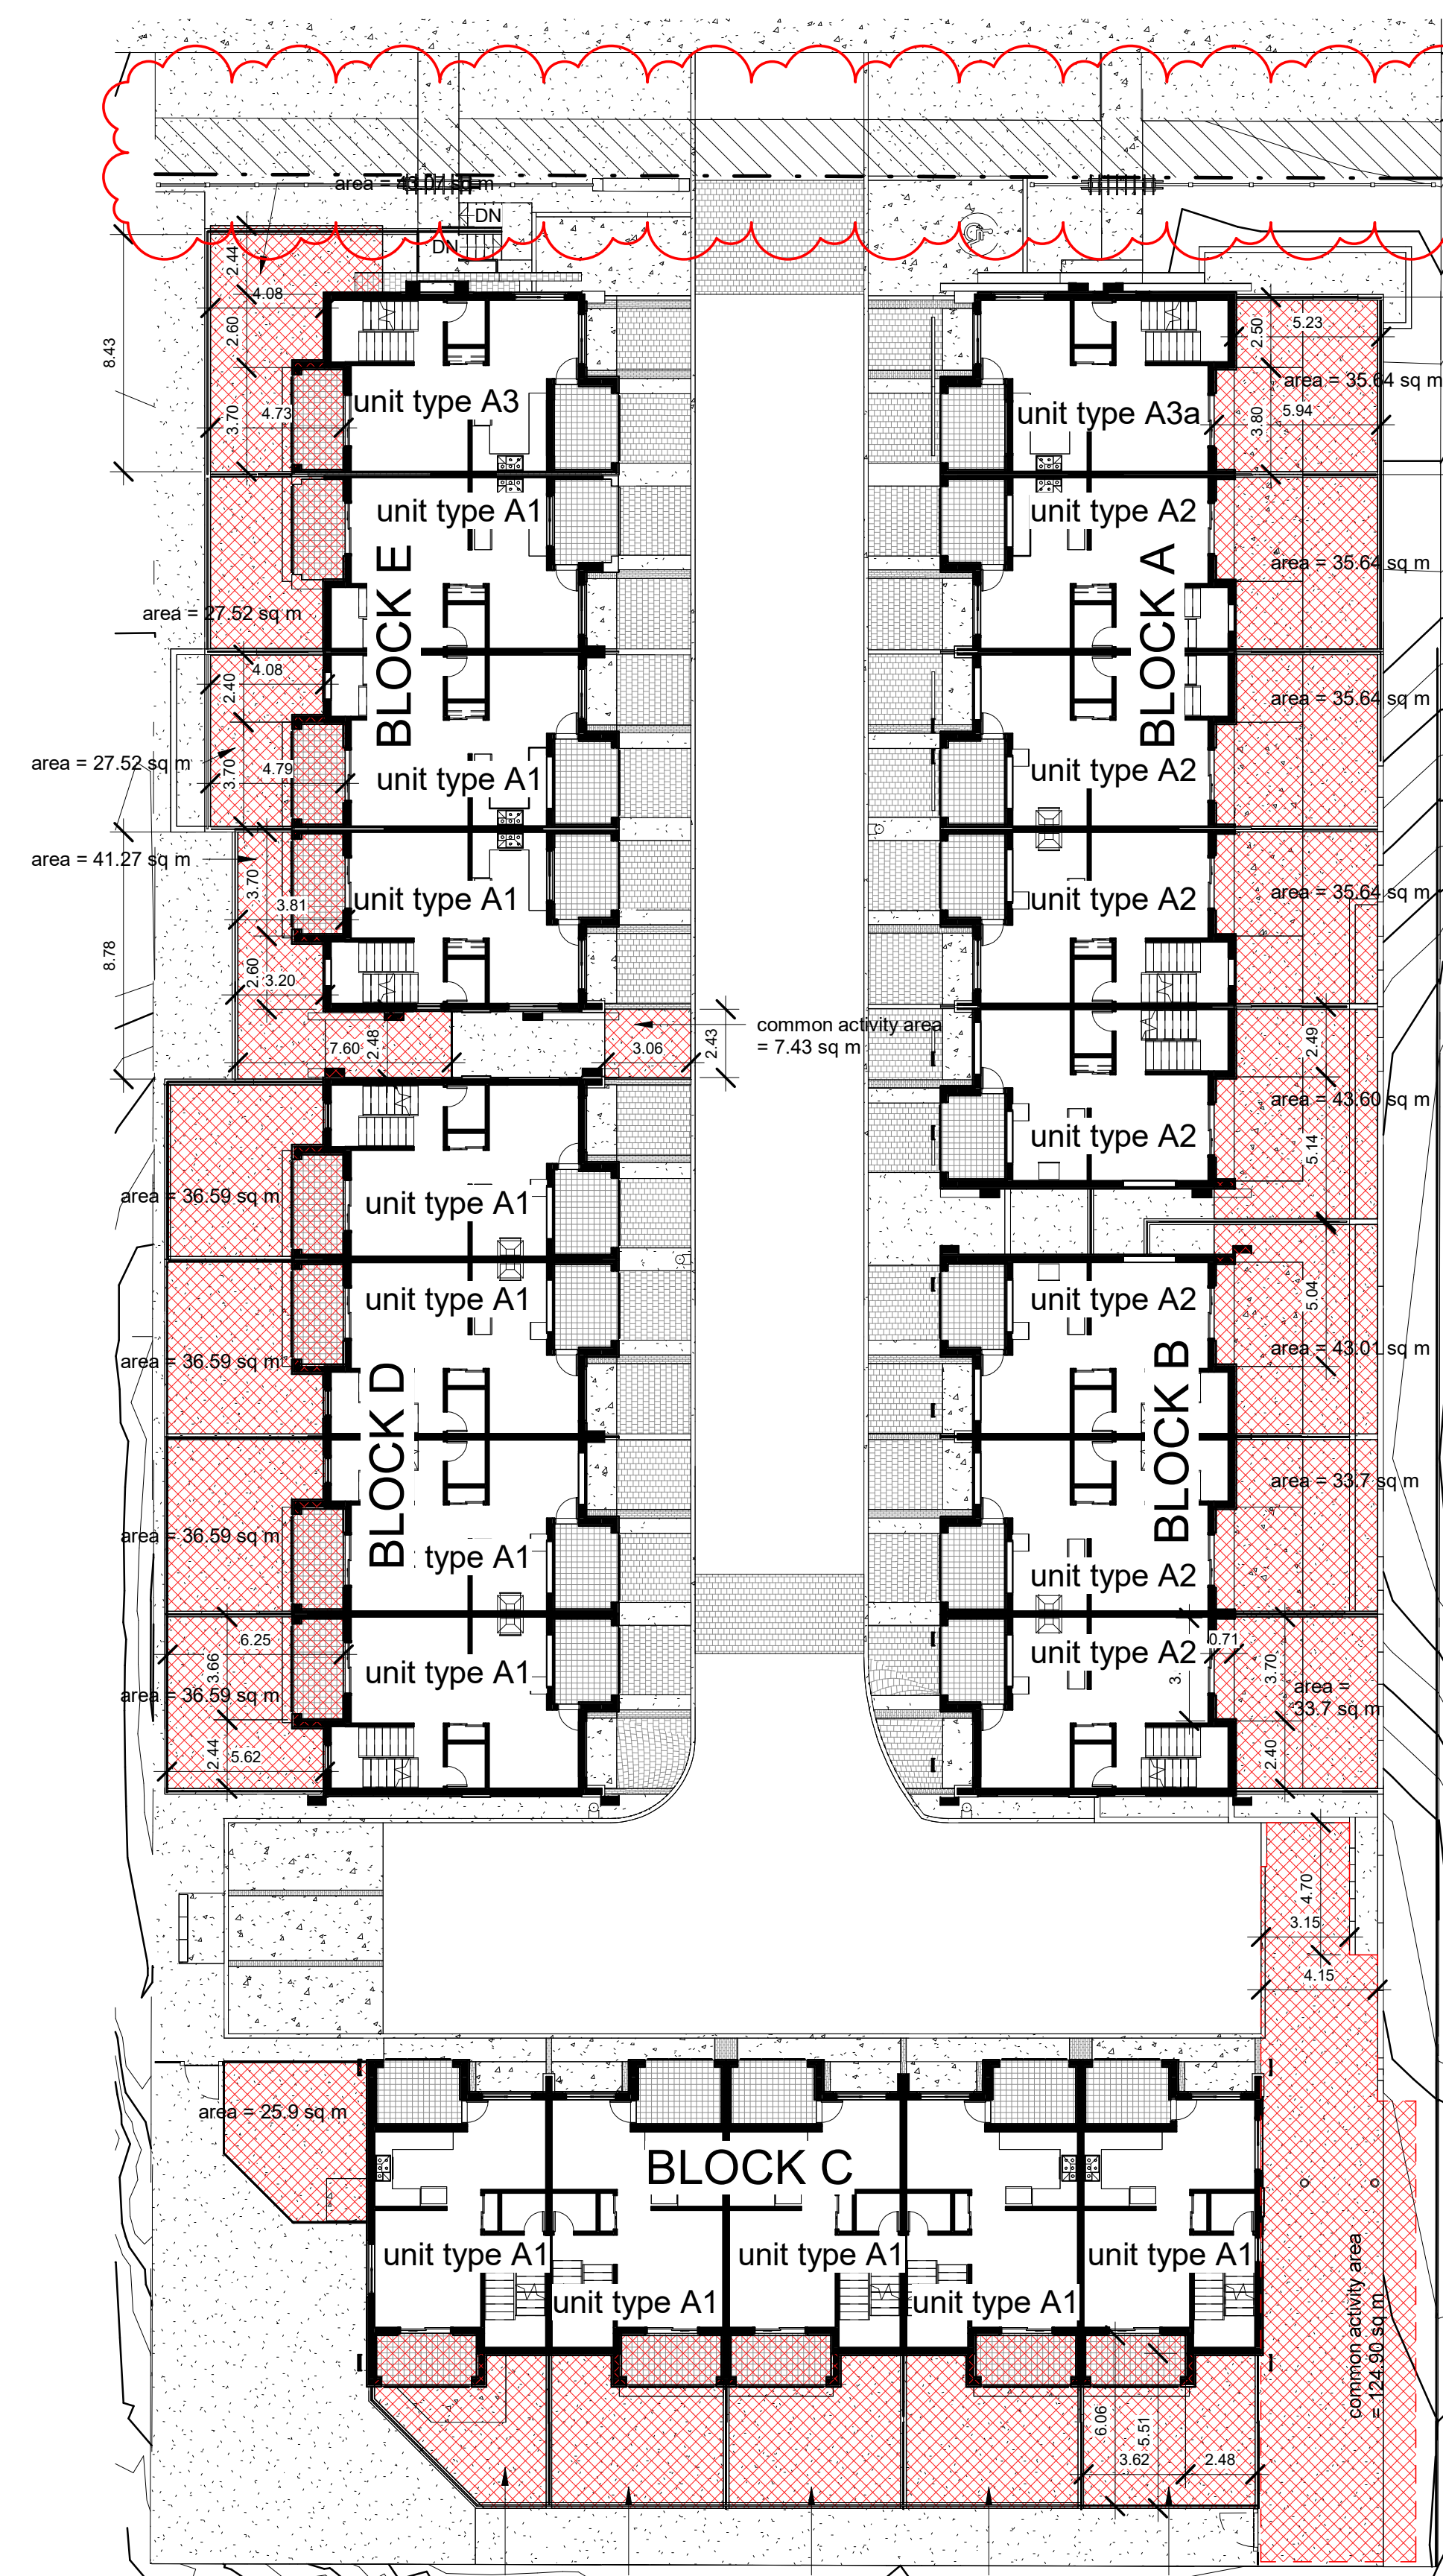 DN
DN
2.44
4.08
2.60
8.43
4.73
3.70
unit type A3
2.50
5.23
area = 35.64 sq m
unit type A3a
3.80
5.94
unit type A1
unit type A2
area = 35.64 sq m
BLOCK E
BLOCK A
area = 27.52 sq m
4.08
2.40
area = 35.64 sq m
area = 27.52 sq m
3.70
4.79
unit type A1
unit type A2
area = 41.27 sq m
3.70
3.81
unit type A1
unit type A2
area = 35.64 sq m
8.78
2.60
3.20
7.60
2.48
3.06
2.43
common activity area
= 7.43 sq m
2.49
area = 43.60 sq m
unit type A2
5.14
area = 36.59 sq m
unit type A1
unit type A1
unit type A2
5.04
area = 36.59 sq m
area = 43.01 sq m
BLOCK D
BLOCK B
area = 33.7 sq m
area = 36.59 sq m
type A1
unit type A2
6.25
3.66
unit type A1
unit type A2
0.71
3.
3.70
area =
33.7 sq m
area = 36.59 sq m
2.44
5.62
2.40
4.70
3.15
4.15
area = 25.9 sq m
BLOCK C
unit type A1
unit type A1
unit type A1
unit type A1
unit type A1
common activity area
= 124.90 sq m
6.06
5.51
3.62
2.48